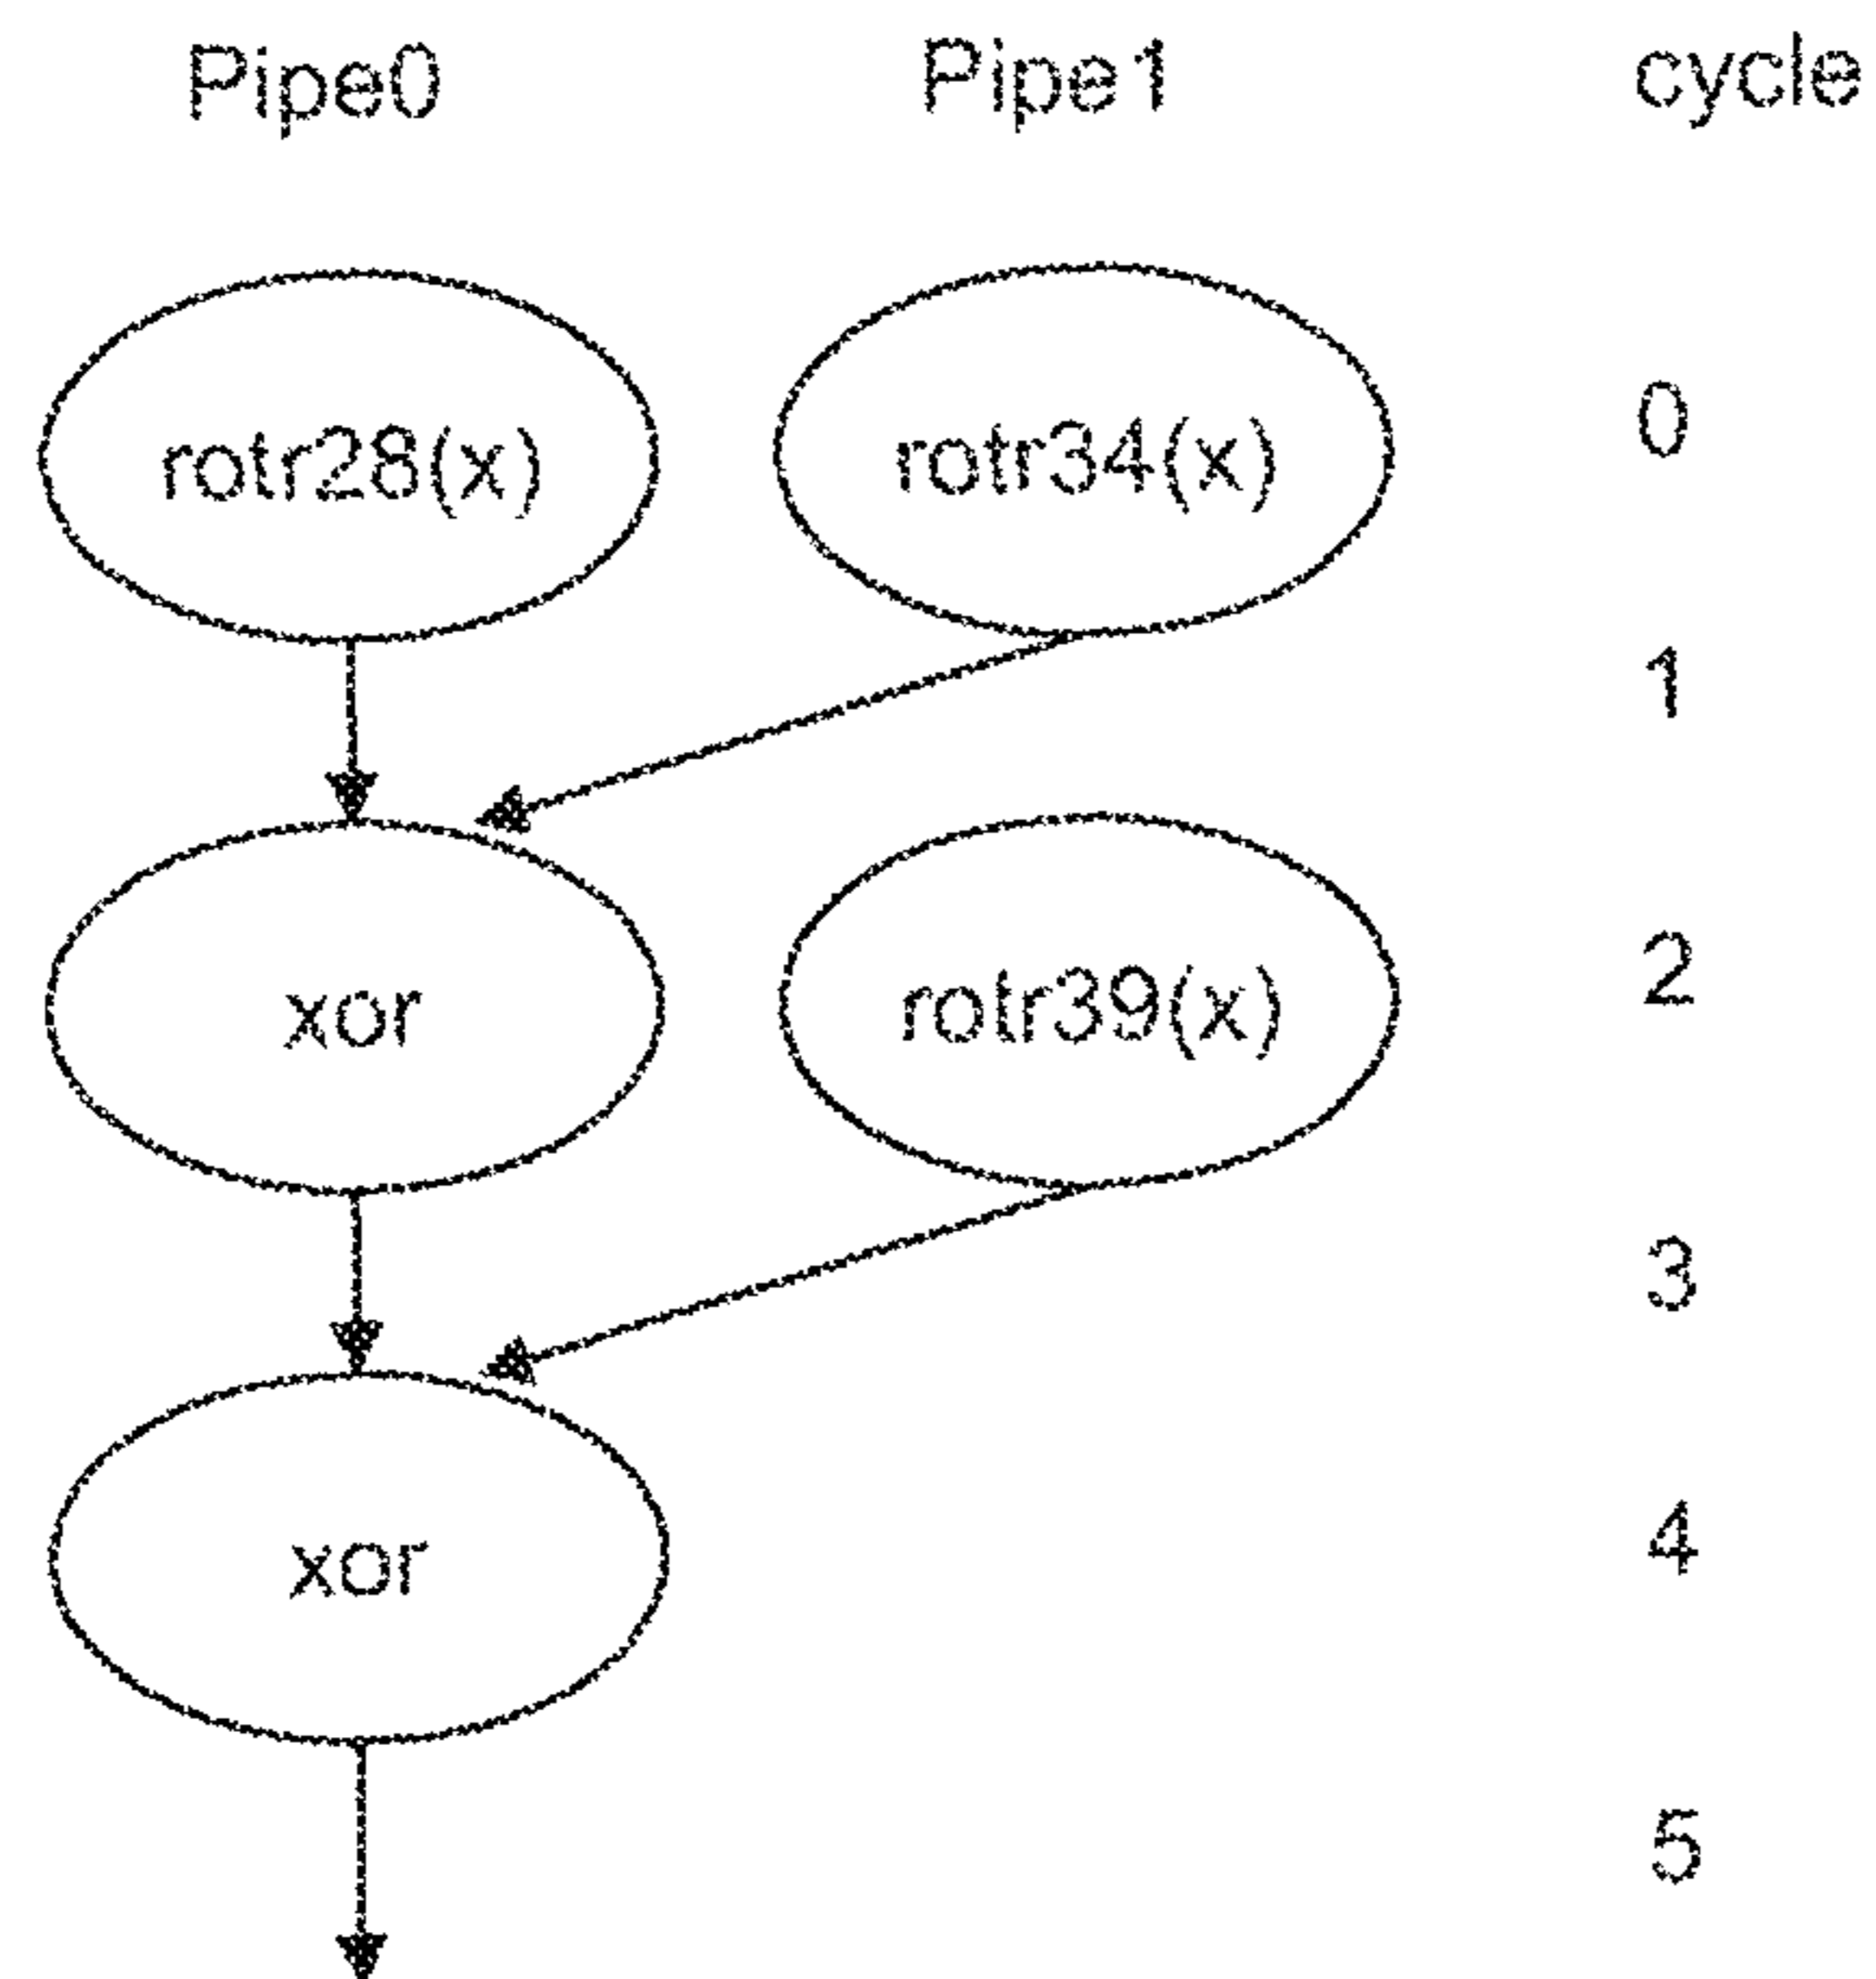 Pipe0 Pipe1 cycle
rotr28(x) rotr34(x) 0
1
xor rotr39(x) 2
3
xor 4
5